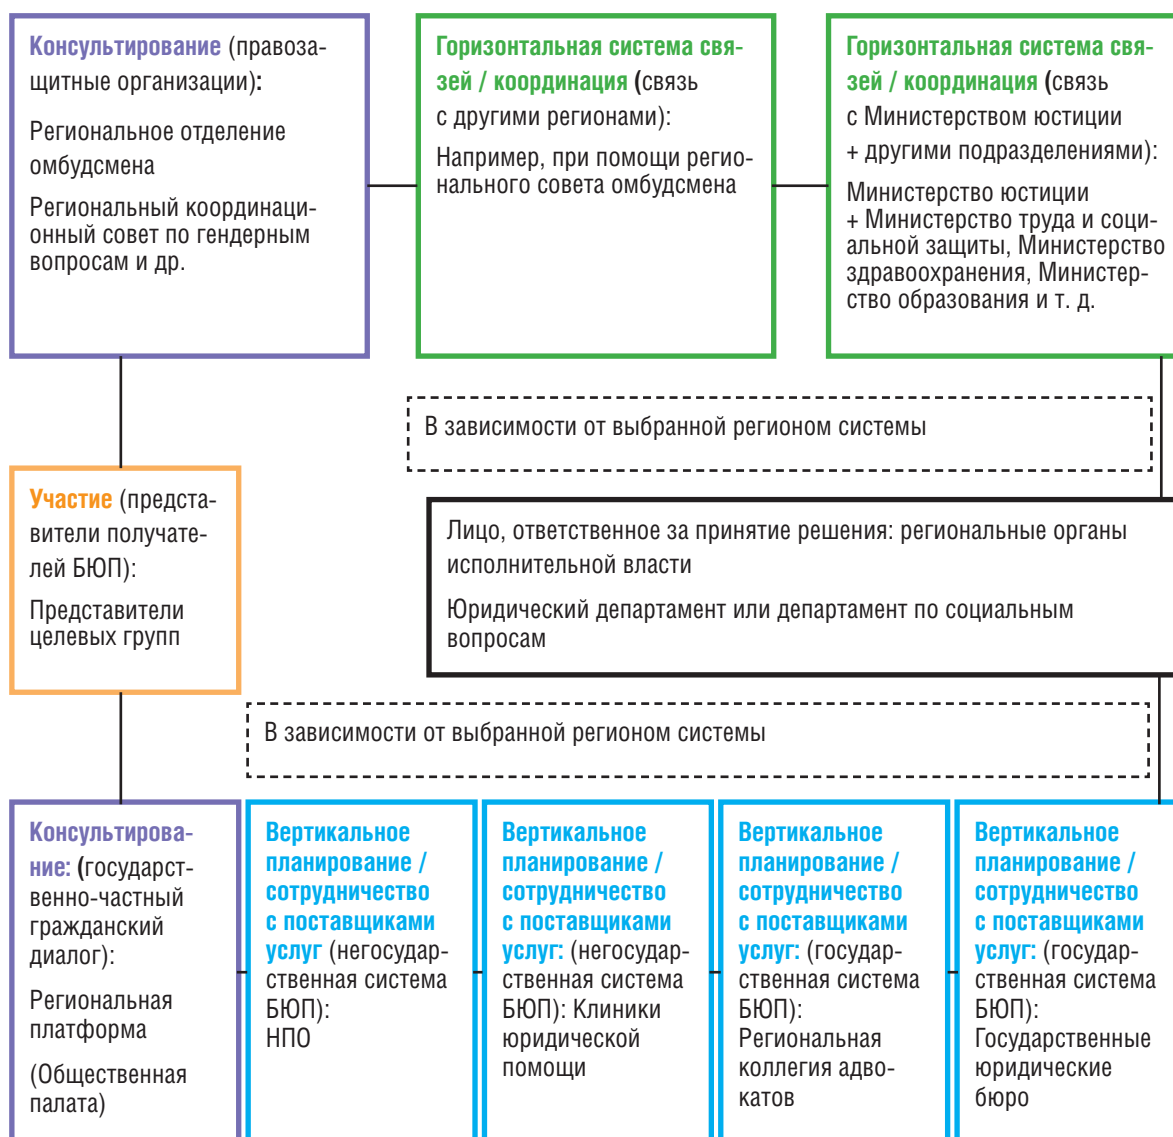 Консультирование (правоза-
щитные организации):
Региональное отделение
омбудсмена
Региональный координаци-
онный совет по гендерным
вопросам и др.
Горизонтальная система свя-
зей / координация (связь
с другими регионами):
Например, при помощи регио-
нального совета омбудсмена
Горизонтальная система свя-
зей / координация (связь
с Министерством юстиции
+ другими подразделениями):
Министерство юстиции
+ Министерство труда и соци-
альной защиты, Министерство
здравоохранения, Министер-
ство образования и т. д.
В зависимости от выбранной регионом системы
Участие (предста-
вители получате-
лей БЮП):
Представители
целевых групп
Лицо, ответственное за принятие решения: региональные органы
исполнительной власти
Юридический департамент или департамент по социальным
вопросам
В зависимости от выбранной регионом системы
Консультирова-
ние: (государст-
венно-частный
гражданский
диалог):
Региональная
платформа
(Общественная
палата)
Вертикальное
планирование /
сотрудничество
с поставщиками
услуг (негосудар-
ственная система
БЮП):
НПО
Вертикальное
планирование /
сотрудничество
с поставщиками
услуг: (негосудар-
ственная система
БЮП): Клиники
юридической
помощи
Вертикальное
планирование /
сотрудничество
с поставщиками
услуг: (государ-
ственная система
БЮП):
Региональная
коллегия адво-
катов
Вертикальное
планирование /
сотрудничество
с поставщиками
услуг: (государ-
ственная система
БЮП):
Государственные
юридические
бюро